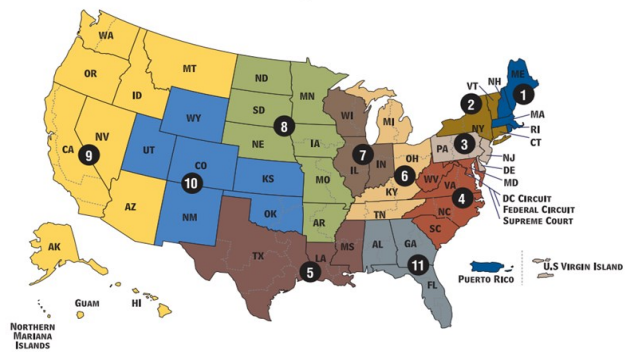 WA
OR
ID
MT
NV
CA
9
AZ
WY
UT
CO
10
NM
ND
SD
8
NE
MN
IA
KS
MO
OK
AR
TX
LA
5
MS
WI
7
IL
IN
MI
OH
6
KY
TN
AL
GA
11
FL
VT
NH
ME
1
2
NY
MA
RI
CT
PA
3
NJ
DE
MD
WV
VA
4
NC
SC
DC CIRCUIT
FEDERAL CIRCUIT
SUPREME COURT
AK
GUAM
HI
NORTHERN
MARIANA
ISLANDS
PUERTO RICO
U.S VIRGIN ISLAND